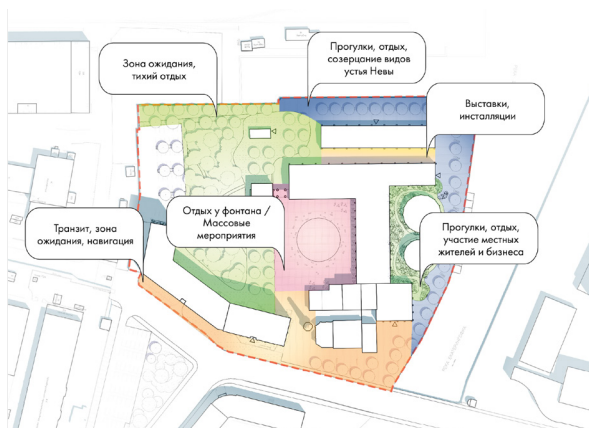 Зона ожидания,
тихий отдых
Прогулки, отдых,
созерцание видов
устья Невы
Выставки,
инсталляции
Транзит, зона
ожидания, навигация
Отдых у фонтана /
Массовые
мероприятия
Прогулки, отдых,
участие местных
жителей и бизнеса